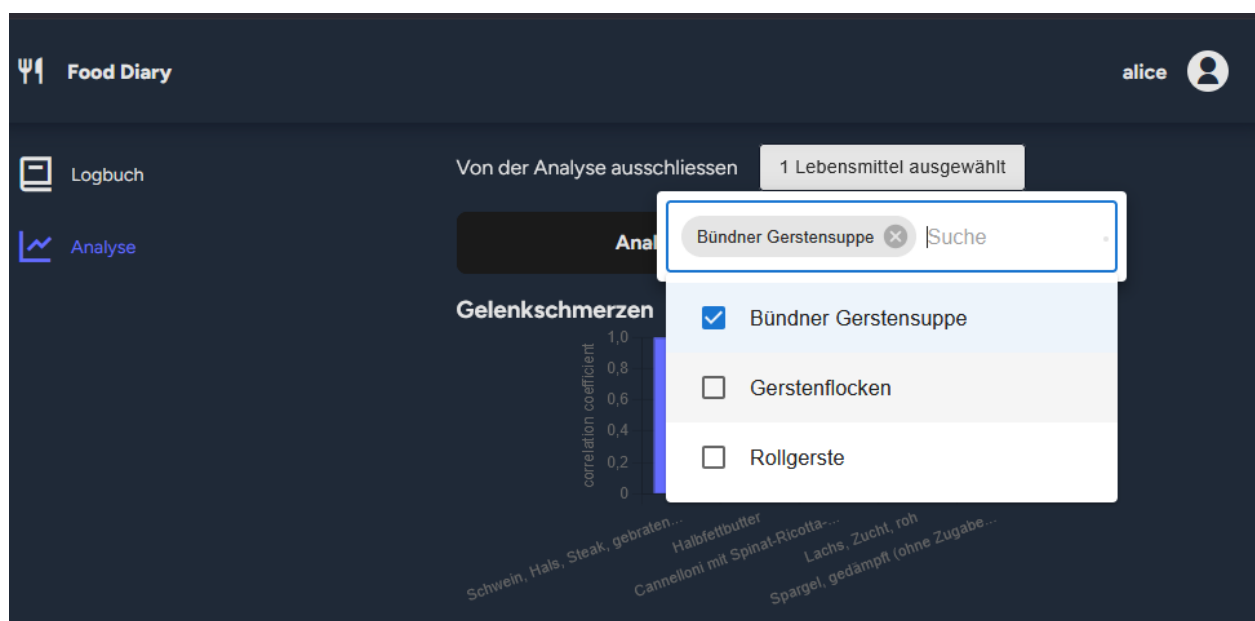 Food Diary
alice
Logbuch
Analyse
Von der Analyse ausschliessen
1 Lebensmittel ausgewählt
Anal
Bündner Gerstensuppe
Suche
Bündner Gerstensuppe
Gerstenflocken
Rollgerste
Gelenkschmerzen
correlation coefficient
1,0
0,8
0,6
0,4
0,2
0
Schwein, Hals, Steak, gebraten...
Halbfettbutter
Cannelloni mit Spinat-Ricotta-...
Lachs, Zucht, roh
Spargel, gedämpft (ohne Zugabe...